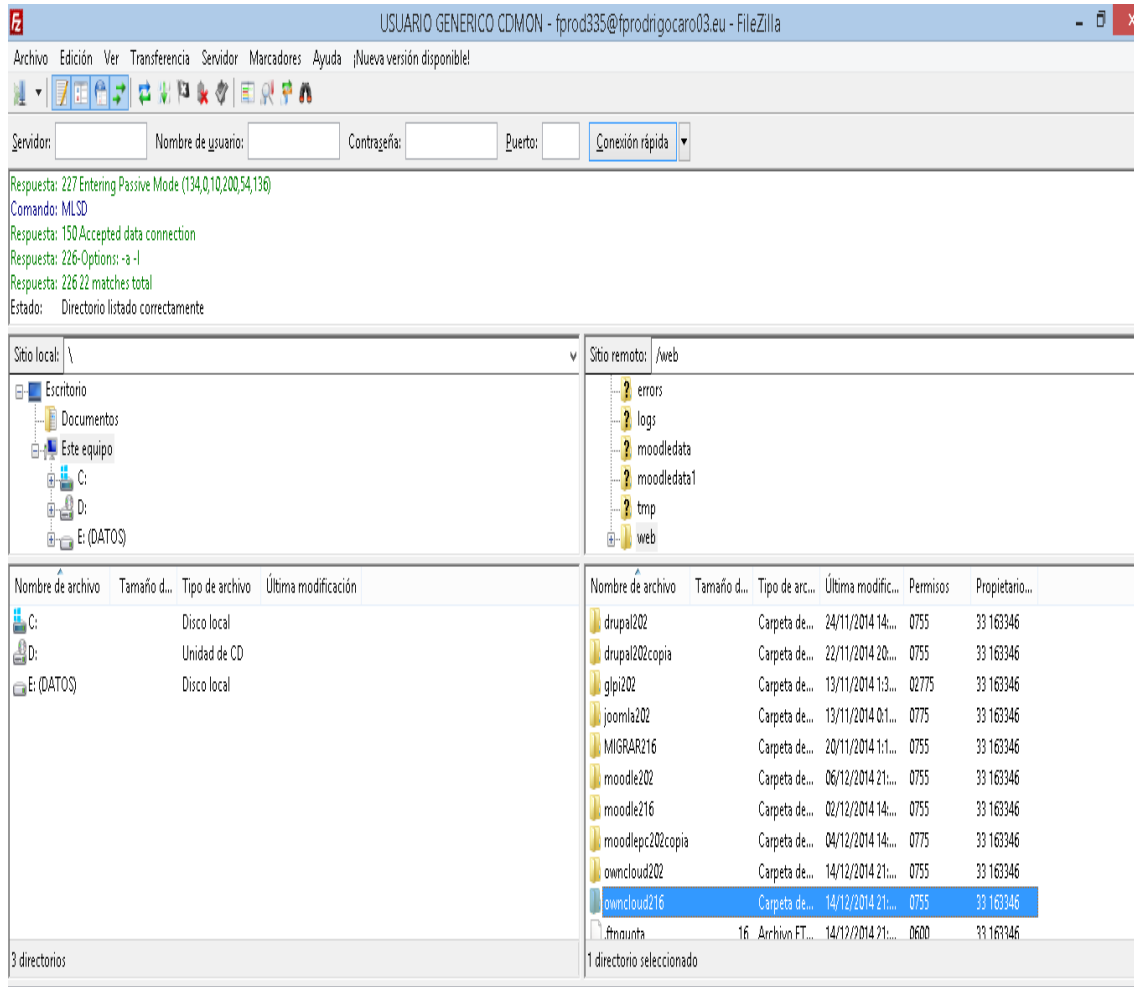 USUARIO GENERICO CDMON - fprod335@fprodrigocaro03.eu - FileZilla
Archivo Edición Ver Transferencia Servidor Marcadores Ayuda ¡Nueva versión disponible!
Servidor: Nombre de usuario: Contraseña: Puerto: Conexión rápida
Respuesta: 227 Entering Passive Mode (134,0,10,200,54,136)
Comando: MLSD
Respuesta: 150 Accepted data connection
Respuesta: 226-Options: -a -l
Respuesta: 226 22 matches total
Estado: Directorio listado correctamente
Sitio local: \
Escritorio
Documentos
Este equipo
C:
D:
E: (DATOS)
Sitio remoto: /web
errors
logs
moodledata
moodledata1
tmp
web
Nombre de archivo Tamaño d... Tipo de archivo Última modificación
C: Disco local
D: Unidad de CD
E: (DATOS) Disco local
3 directorios
Nombre de archivo Tamaño d... Tipo de arc... Última modific... Permisos Propietario...
drupal202 Carpeta de... 24/11/2014 14:... 0755 33 163346
drupal202copia Carpeta de... 22/11/2014 20:... 0755 33 163346
glpi202 Carpeta de... 13/11/2014 1:3... 02775 33 163346
joomla202 Carpeta de... 13/11/2014 0:1... 0775 33 163346
MIGRAR216 Carpeta de... 20/11/2014 1:1... 0755 33 163346
moodle202 Carpeta de... 06/12/2014 21:... 0755 33 163346
moodle216 Carpeta de... 02/12/2014 14:... 0755 33 163346
moodlepc202copia Carpeta de... 04/12/2014 14:... 0775 33 163346
owncloud202 Carpeta de... 14/12/2014 21:... 0755 33 163346
owncloud216 Carpeta de... 14/12/2014 21:... 0755 33 163346
.ftpquota 16 Archivo FT... 14/12/2014 21:... 0600 33 163346
1 directorio seleccionado